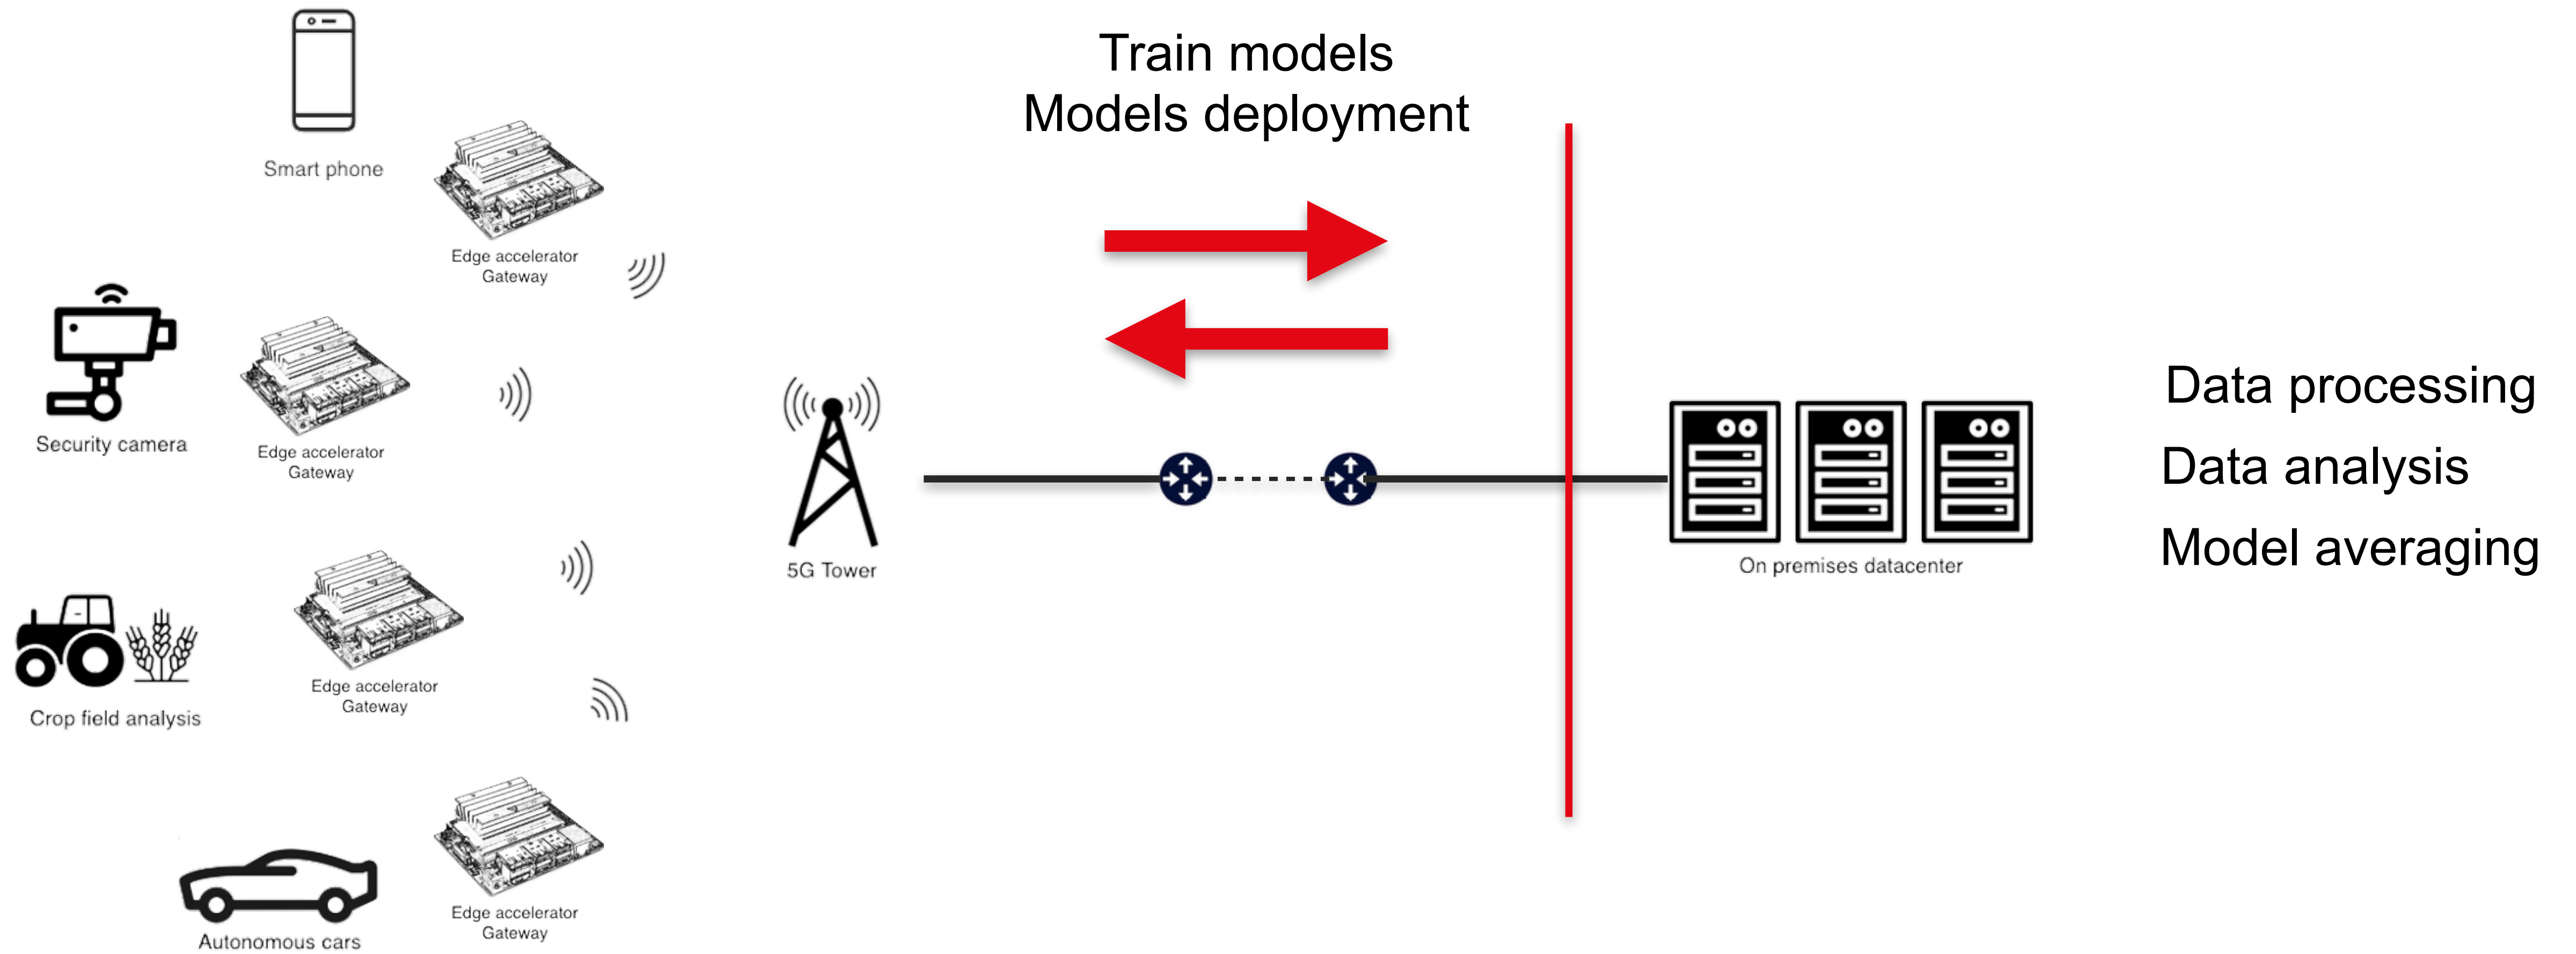 Train models
Models deployment
Smart phone
Edge accelerator
Gateway
Security camera
Edge accelerator
Gateway
5G Tower
On premises datacenter
Data processing
Data analysis
Model averaging
Edge accelerator
Gateway
Crop field analysis
Edge accelerator
Gateway
Autonomous cars